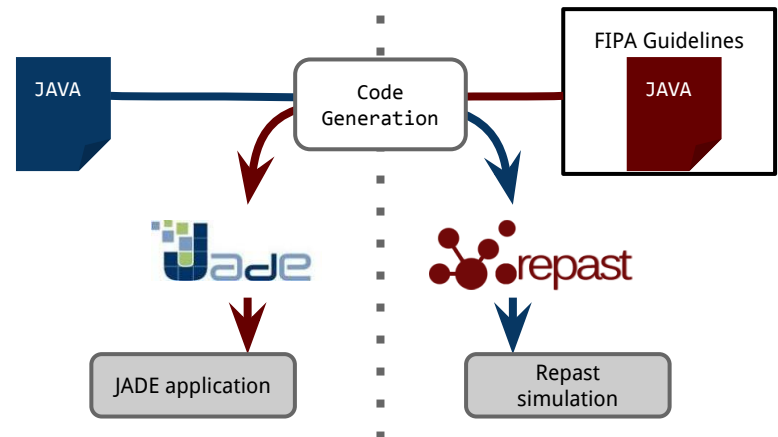 FIPA Guidelines
JAVA
Code
Generation
JAVA
Jade
repast
JADE application
Repast
simulation